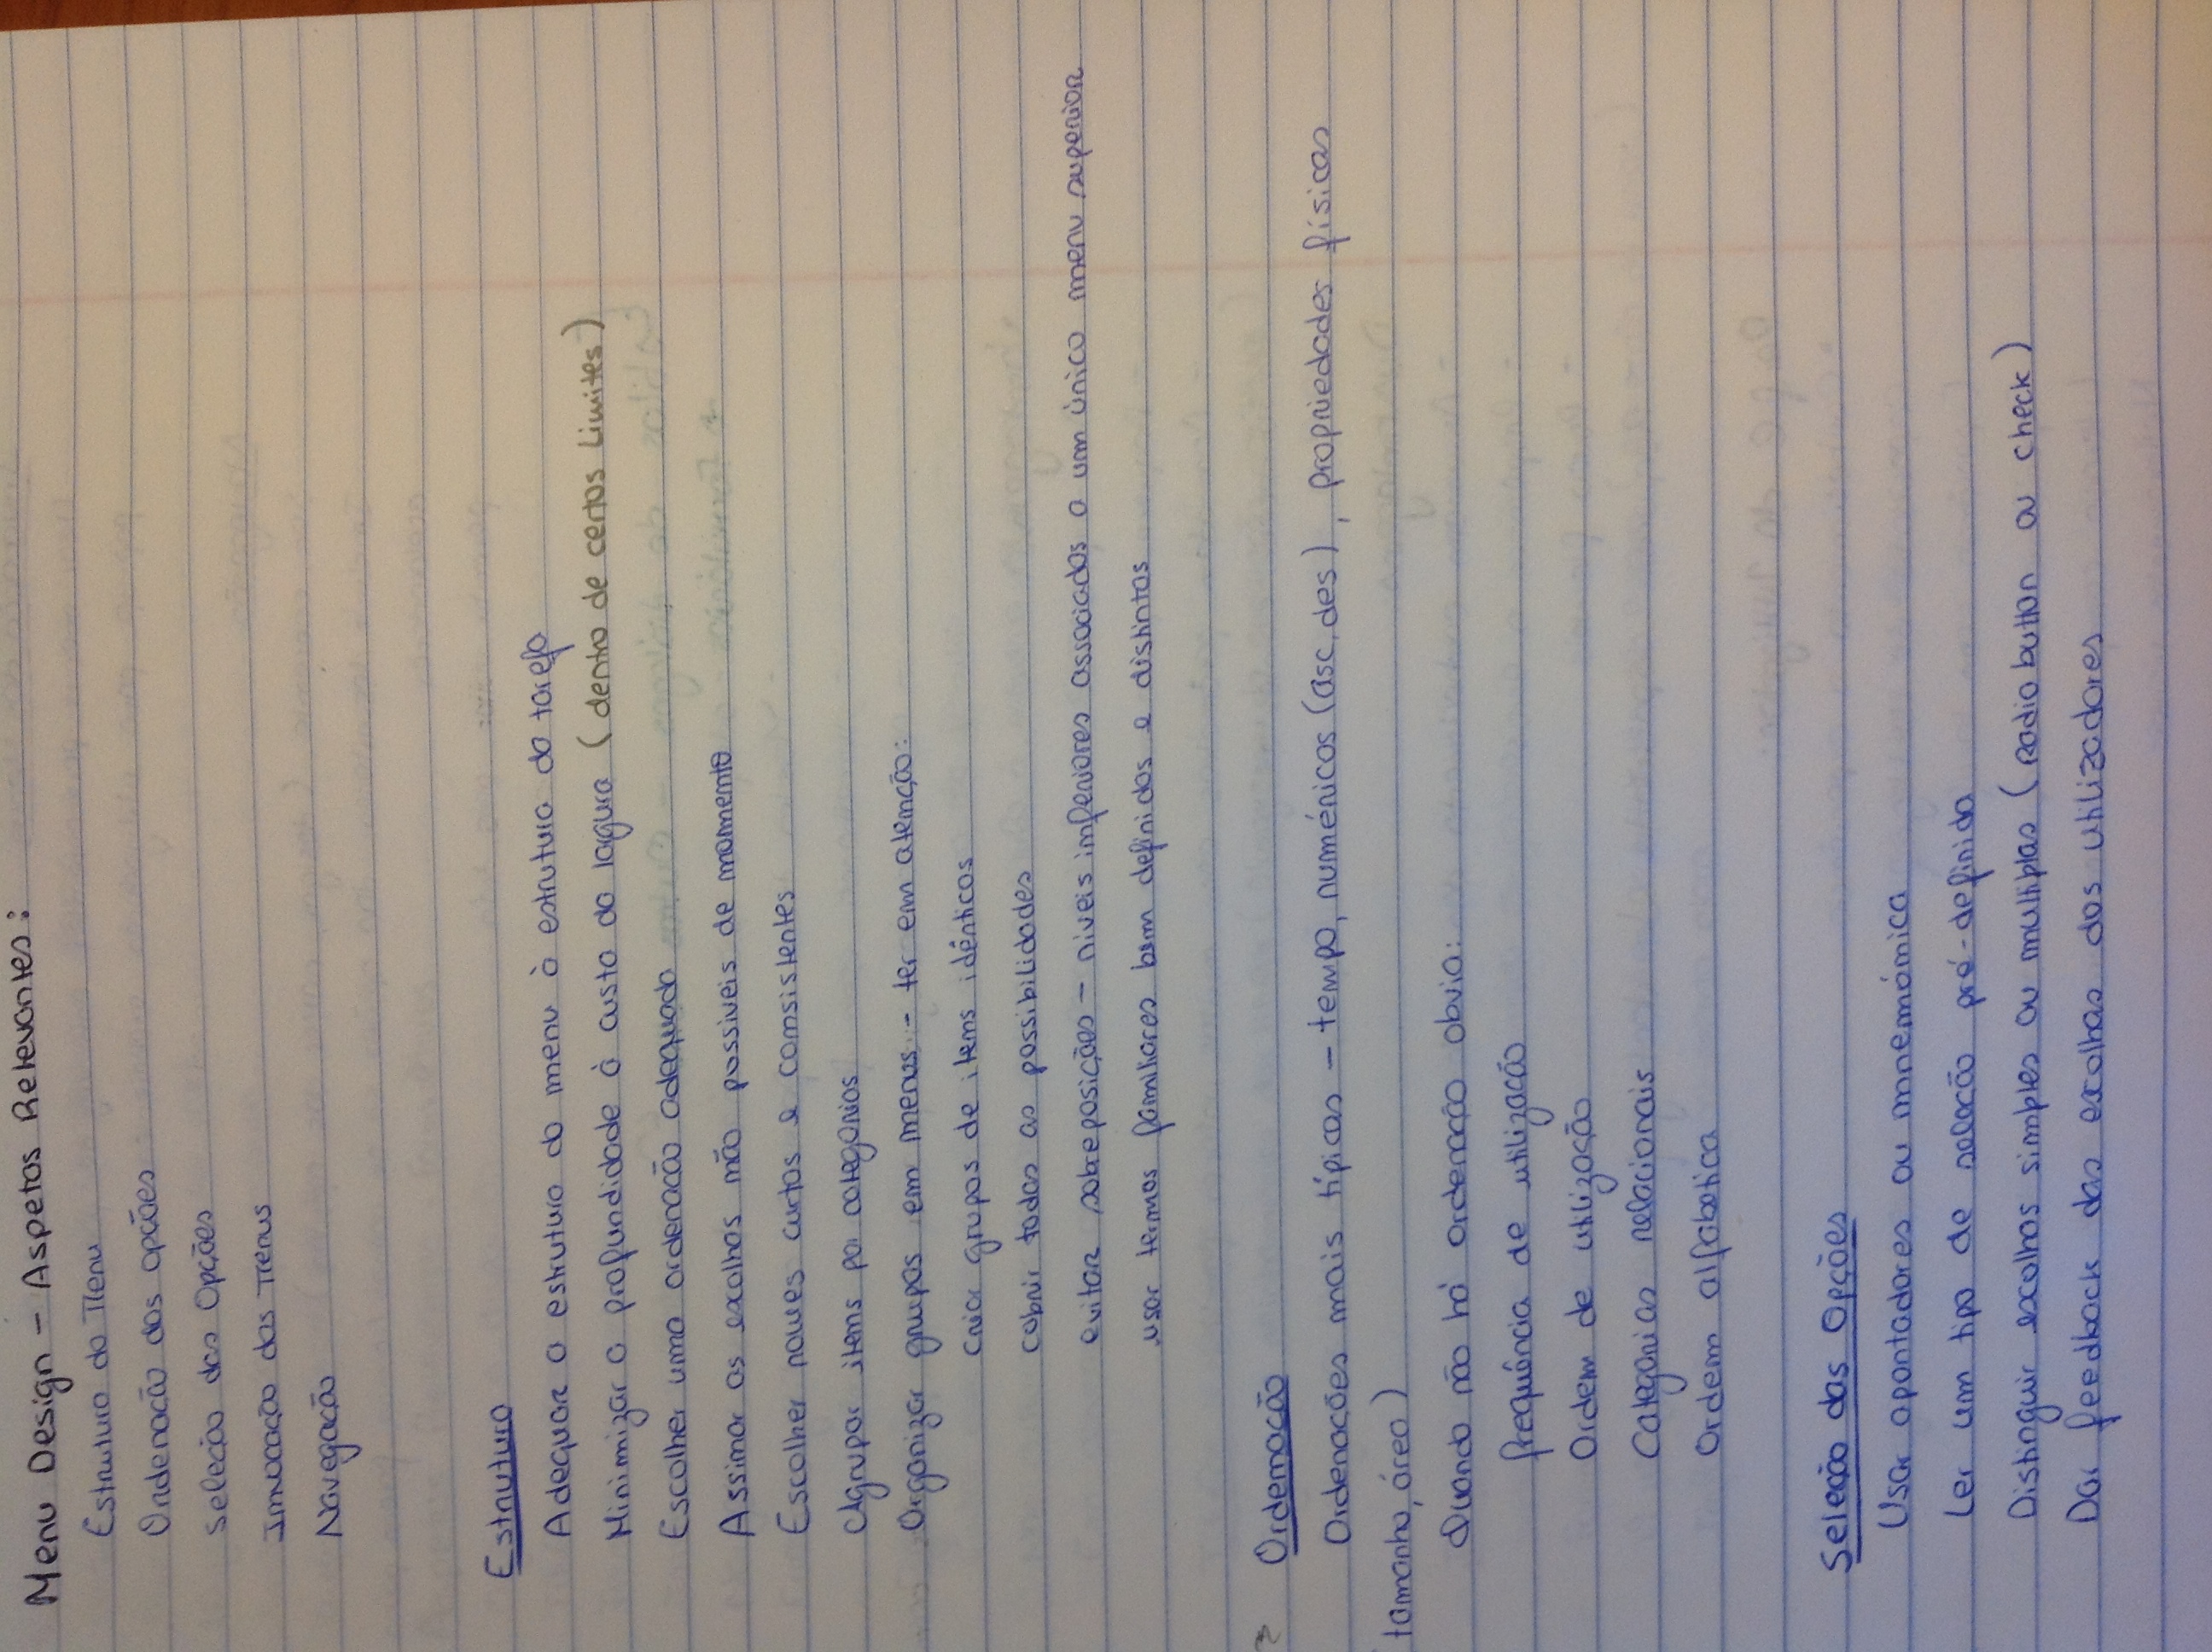 Menu Design - Aspetos Relevantes:
Estrutura do Menu
Ordenação das opções
Seleção das Opções
Invocação dos Menus
Navegação
Estrutura
Adequar a estrutura do menu à estrutura da tarefa
Minimizar a profundidade à custa da largura (dentro de certos limites)
Escolher uma ordenação adequada
Assinar as escolhas não possiveis de momento
Escolher nomes curtos e consistentes
Agrupar items por categorias
Organizar grupos em menus - ter em atenção:
criar grupos de items idênticos
cobrir todas as possibilidades
evitar sobreposições - niveis inferiores associados a um único menu superior
usar termos familiares bem definidos e distintos
Ordenação
Ordenações mais típicas - tempo, numéricos (asc, des), propriedades físicas
tamanho, área)
Quando não há ordenação obvia:
frequência de utilização
Ordem de utilização
Categorias relacionais
Ordem alfabetica
Seleção das Opções
Usar apontadores ou mnemónica
Ler um tipo de seleção pré-definida
Distinguir escolhas simples ou multiplas (Radio button ou check)
Dar feedback das escolhas dos utilizadores